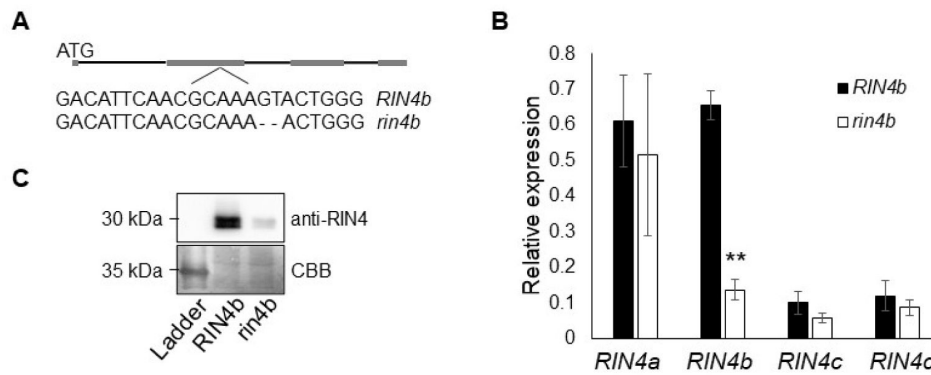 A
ATG
GACATTCAACGCAAAGTACTGGG RIN4b
GACATTCAACGCAAA--ACTGGG rin4b
C
30 kDa
anti-RIN4
35 kDa
CBB
Ladder
RIN4b
rin4b
B
Relative expression
0.8
0.7
0.6
0.5
0.4
0.3
0.2
0.1
0
**
RIN4b
rin4b
RIN4a RIN4b RIN4c RIN4d